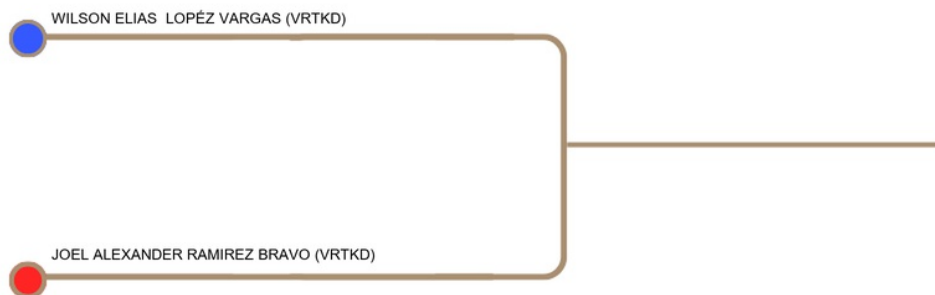 WILSON ELIAS  LOPÉZ VARGAS (VRTKD)
JOEL ALEXANDER RAMIREZ BRAVO (VRTKD)